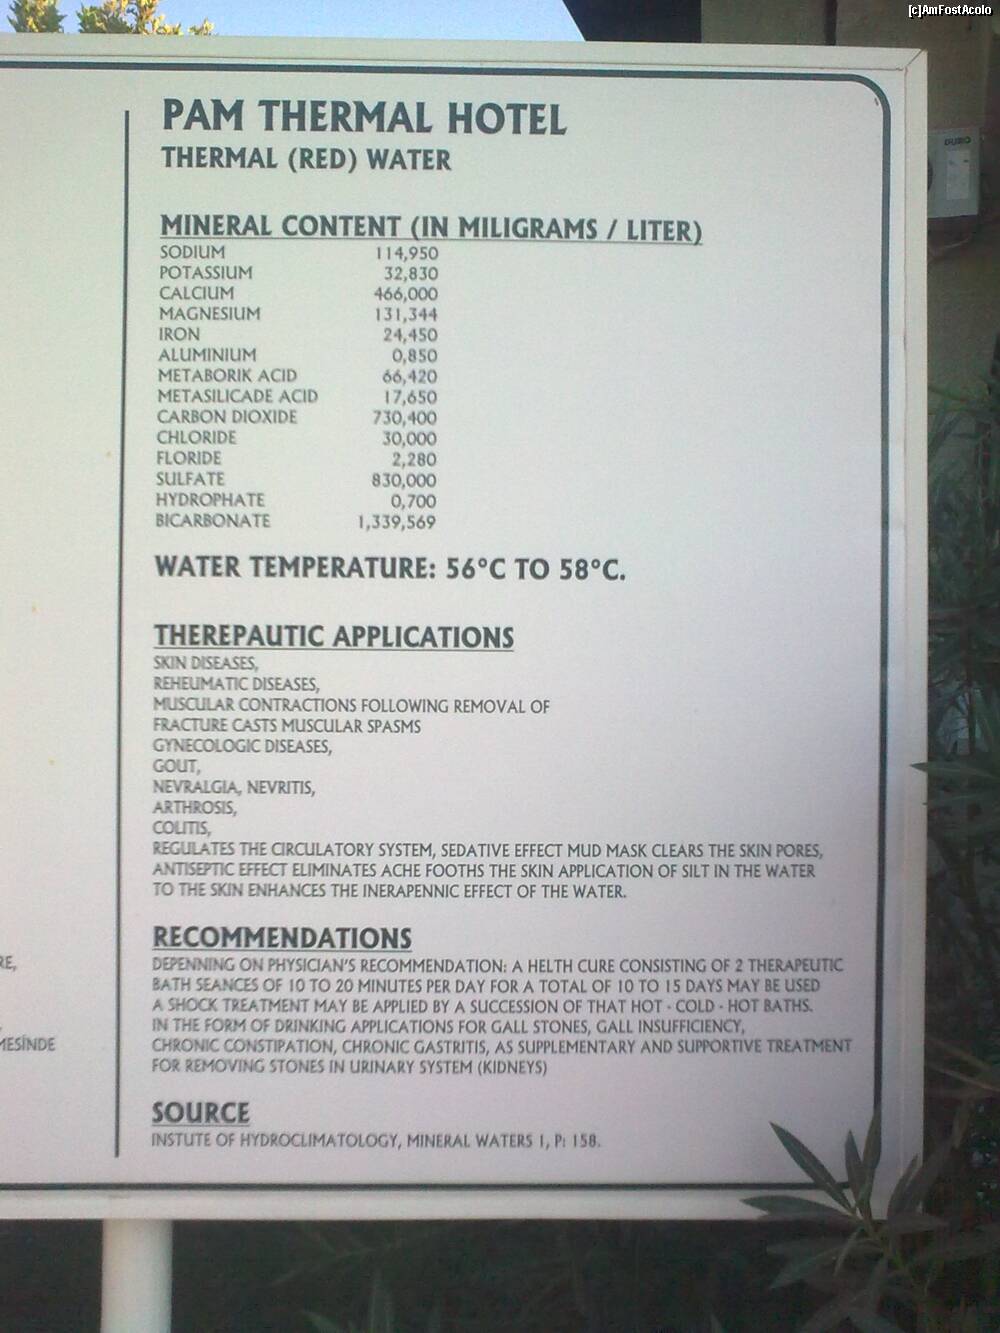 [c]AmFostAcolo
DURO
PAM THERMAL HOTEL
THERMAL (RED) WATER
MINERAL CONTENT (IN MILIGRAMS / LITER)
SODIUM 114,950
POTASSIUM 32,830
CALCIUM 466,000
MAGNESIUM 131,344
IRON 24,450
ALUMINIUM 0,850
METABORIK ACID 66,420
METASILICADE ACID 17,650
CARBON DIOXIDE 730,400
CHLORIDE 30,000
FLORIDE 2,280
SULFATE 830,000
HYDROPHATE 0,700
BICARBONATE 1,339,569
WATER TEMPERATURE: 56°C TO 58°C.
THEREPAUTIC APPLICATIONS
SKIN DISEASES,
REHEUMATIC DISEASES,
MUSCULAR CONTRACTIONS FOLLOWING REMOVAL OF
FRACTURE CASTS MUSCULAR SPASMS
GYNECOLOGIC DISEASES,
GOUT,
NEVRALGIA, NEVRITIS,
ARTHROSIS,
COLITIS,
REGULATES THE CIRCULATORY SYSTEM, SEDATIVE EFFECT MUD MASK CLEARS THE SKIN PORES,
ANTISEPTIC EFFECT ELIMINATES ACHE FOOTHS THE SKIN APPLICATION OF SILT IN THE WATER
TO THE SKIN ENHANCES THE INERAPENNIC EFFECT OF THE WATER.
RECOMMENDATIONS
DEPENNING ON PHYSICIAN'S RECOMMENDATION: A HELTH CURE CONSISTING OF 2 THERAPEUTIC
BATH SEANCES OF 10 TO 20 MINUTES PER DAY FOR A TOTAL OF 10 TO 15 DAYS MAY BE USED
A SHOCK TREATMENT MAY BE APPLIED BY A SUCCESSION OF THAT HOT - COLD - HOT BATHS.
IN THE FORM OF DRINKING APPLICATIONS FOR GALL STONES, GALL INSUFFICIENCY,
CHRONIC CONSTIPATION, CHRONIC GASTRITIS, AS SUPPLEMENTARY AND SUPPORTIVE TREATMENT
FOR REMOVING STONES IN URINARY SYSTEM (KIDNEYS)
SOURCE
INSTUTE OF HYDROCLIMATOLOGY, MINERAL WATERS 1, P: 158.
RE,
MESİNDE